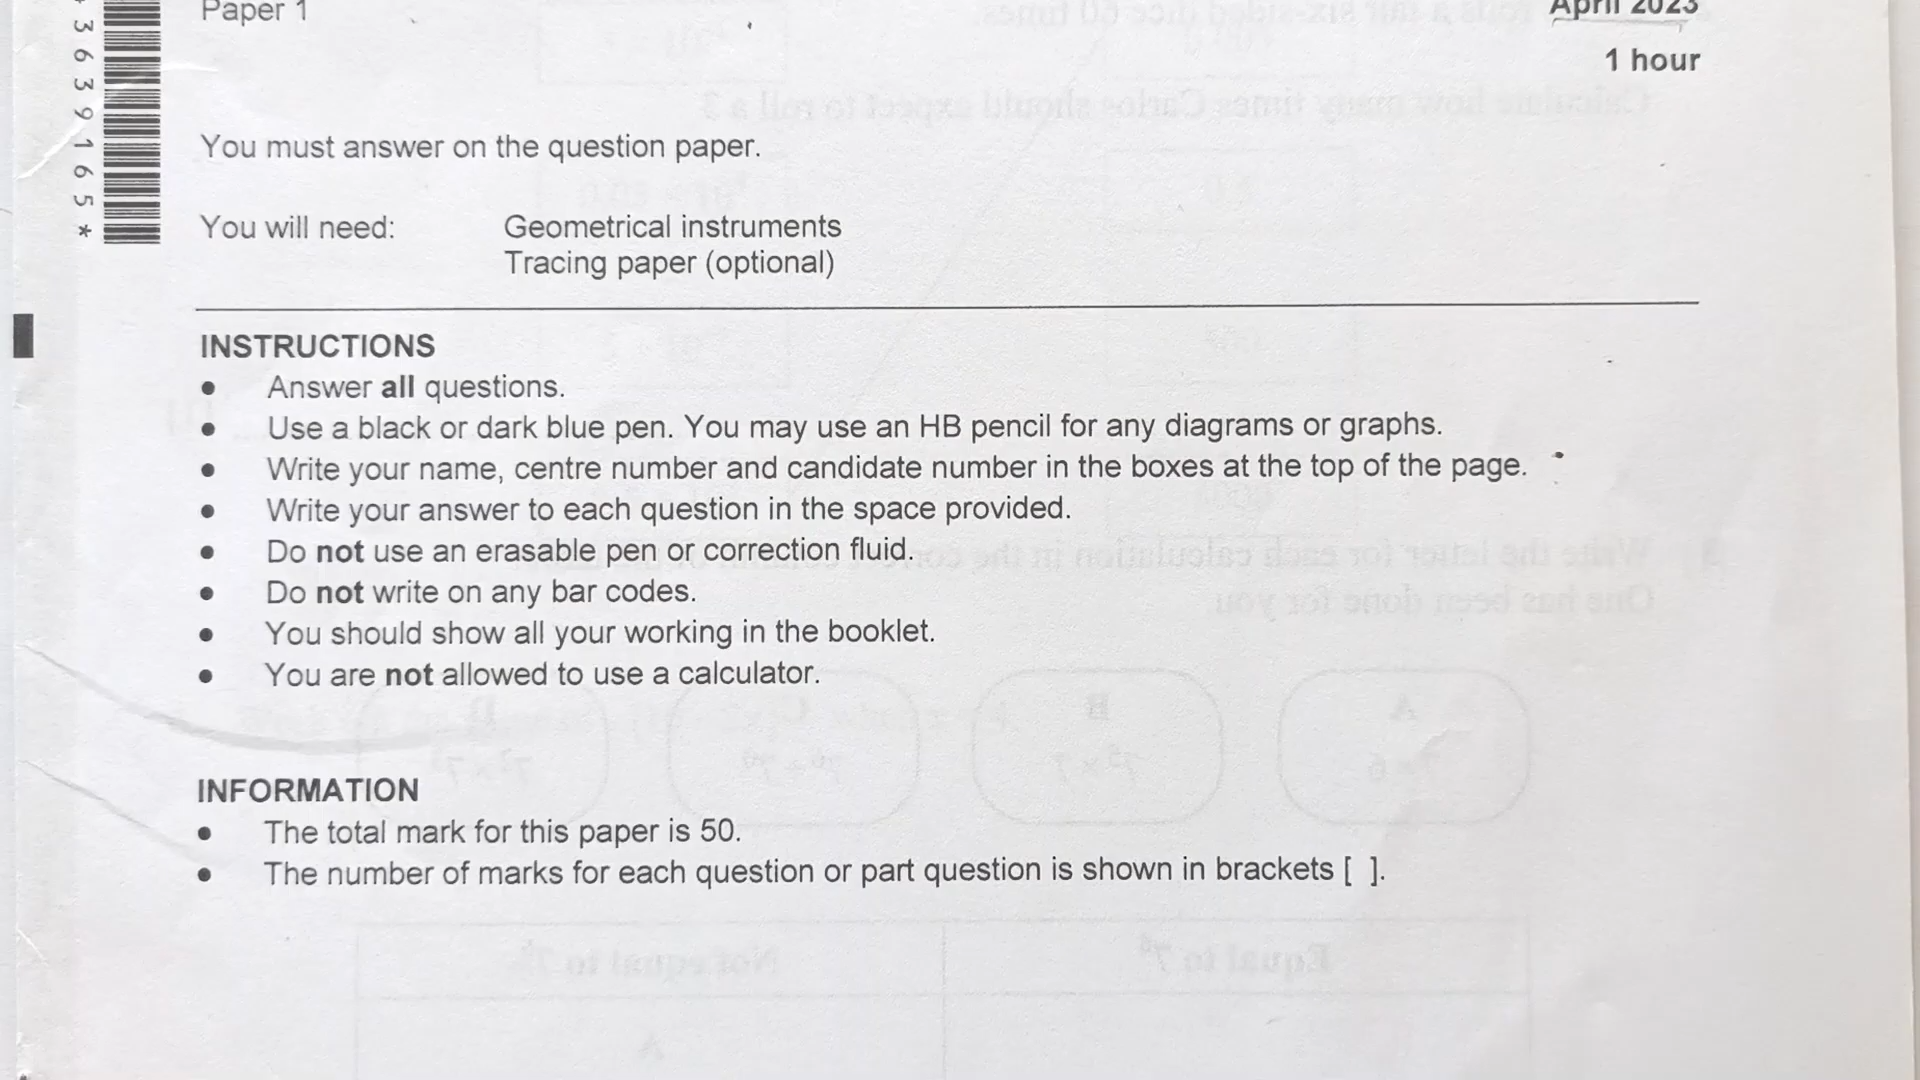 Paper 1
April 2023
1 hour
3639165*
You must answer on the question paper.
You will need: Geometrical instruments
Tracing paper (optional)
INSTRUCTIONS
● Answer all questions.
● Use a black or dark blue pen. You may use an HB pencil for any diagrams or graphs.
● Write your name, centre number and candidate number in the boxes at the top of the page.
● Write your answer to each question in the space provided.
● Do not use an erasable pen or correction fluid.
● Do not write on any bar codes.
● You should show all your working in the booklet.
● You are not allowed to use a calculator.
INFORMATION
● The total mark for this paper is 50.
● The number of marks for each question or part question is shown in brackets [ ].